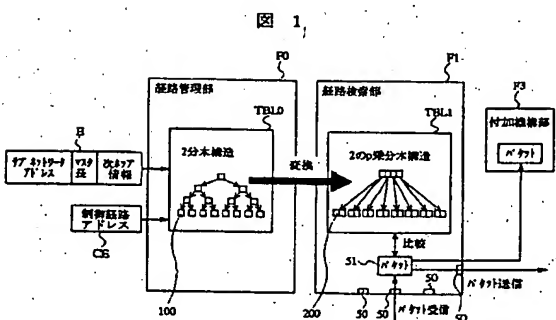 図 1
F0
F1
F3
経路管理部
経路検索部
付加機構部
パケット
TBL0
TBL1
E
2分木構造
2のp乗分木構造
変換
サブネットワーク
アドレス
マスク
長
次ホップ
情報
制御経路
アドレス
CE
比較
51
パケット
パケット送信
100
200
50
50
50
50
パケット受信